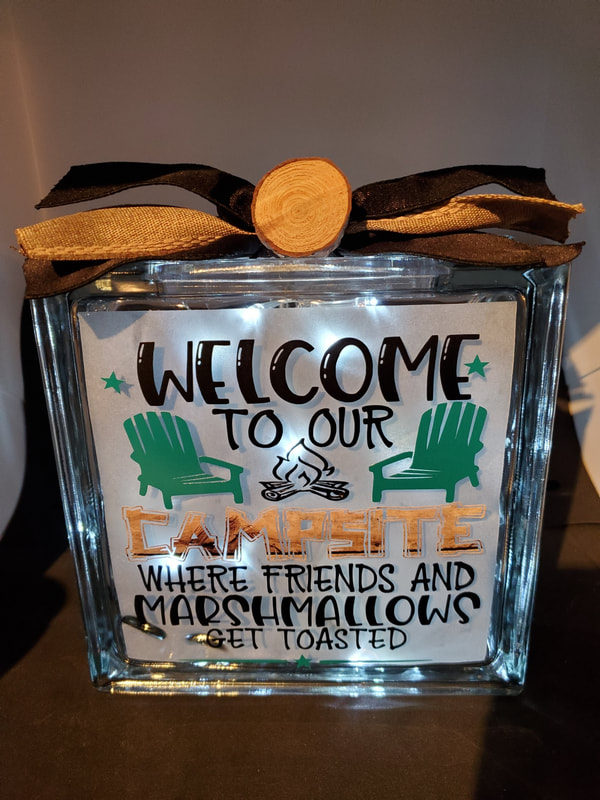 WELCOME
TO OUR
CAMPSITE
WHERE FRIENDS AND
MARSHMALLOWS
GET TOASTED